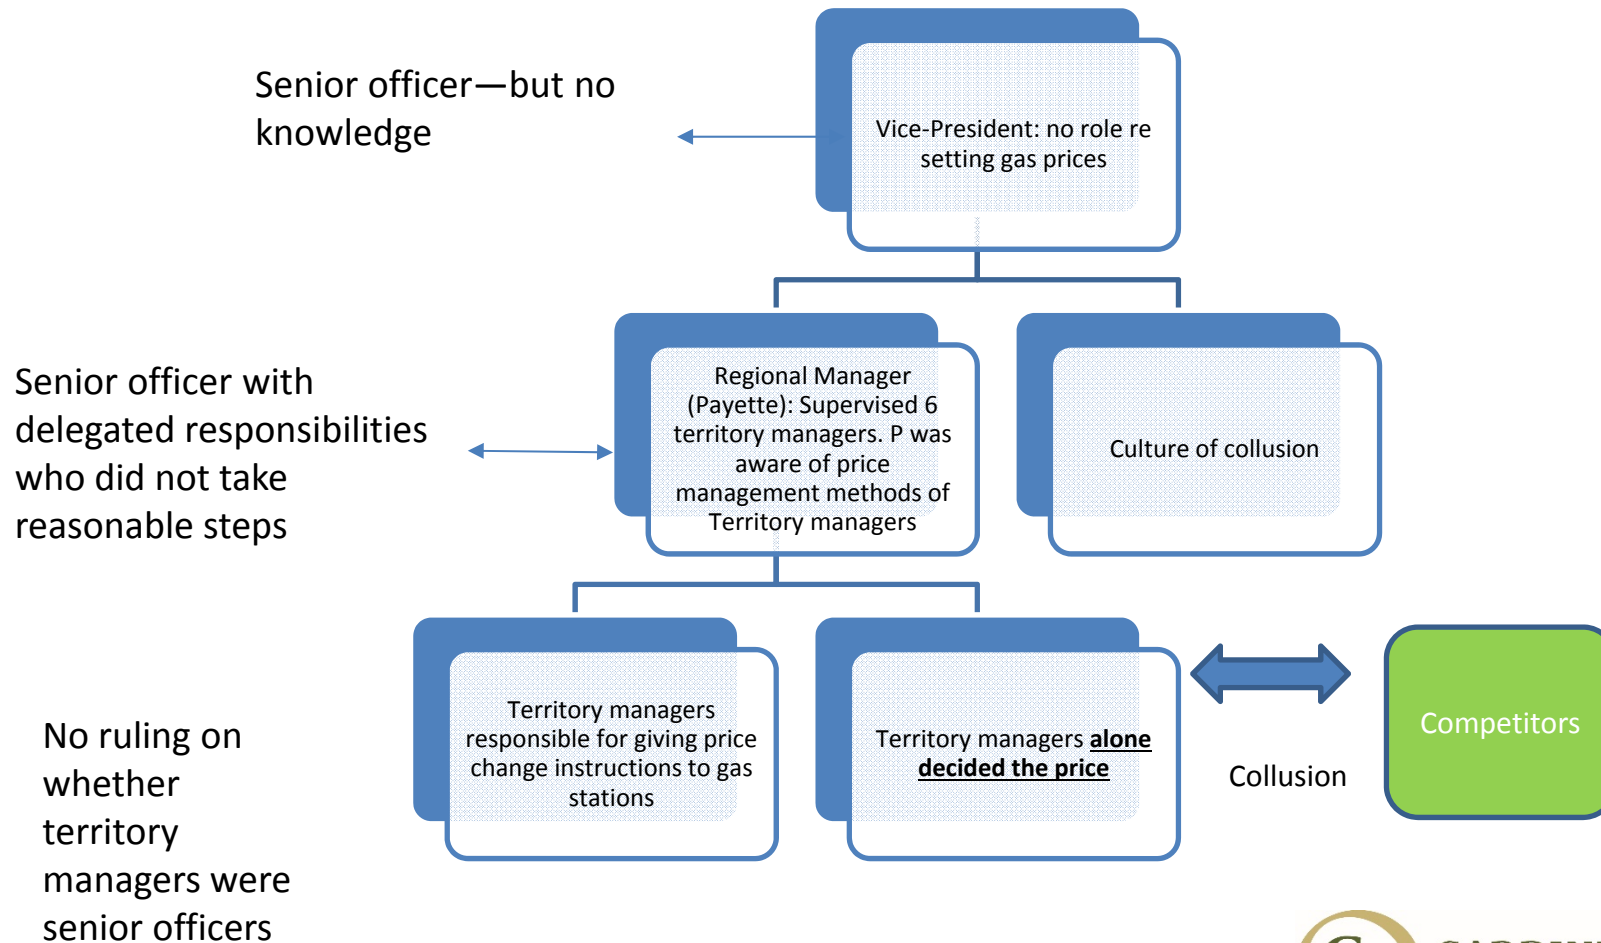 Senior officer—but no
knowledge
Vice-President: no role re
setting gas prices
Senior officer with
delegated responsibilities
who did not take
reasonable steps
Regional Manager
(Payette): Supervised 6
territory managers. P was
aware of price
management methods of
Territory managers
Culture of collusion
No ruling on
whether
territory
managers were
senior officers
Territory managers
responsible for giving price
change instructions to gas
stations
Territory managers alone
decided the price
Collusion
Competitors